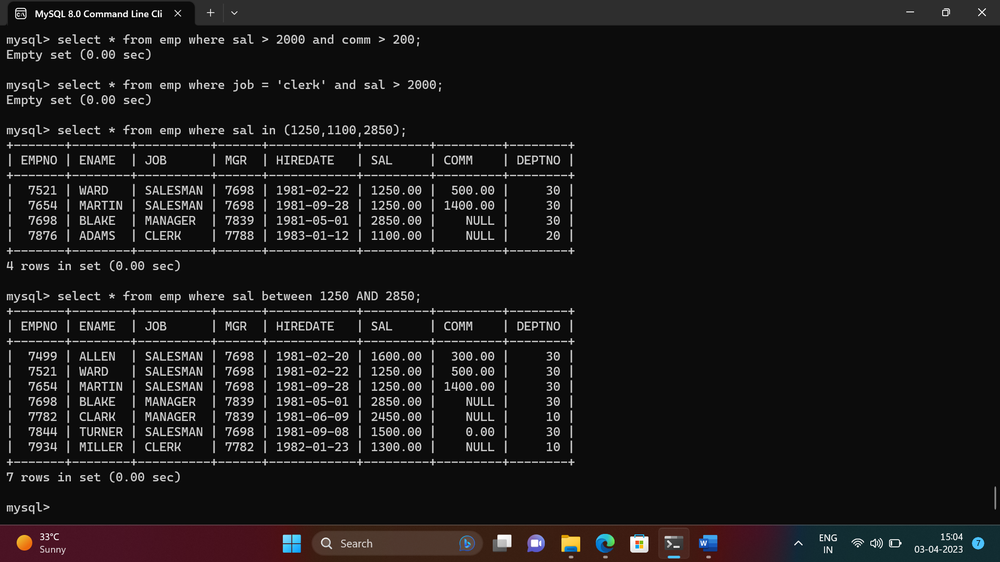 MySQL 8.0 Command Line Cli
mysql> select * from emp where sal > 2000 and comm > 200;
Empty set (0.00 sec)
mysql> select * from emp where job = 'clerk' and sal > 2000;
Empty set (0.00 sec)
mysql> select * from emp where sal in (1250,1100,2850);
+-------+--------+----------+------+------------+---------+---------+--------+
| EMPNO | ENAME  | JOB      | MGR  | HIREDATE   | SAL     | COMM    | DEPTNO |
+-------+--------+----------+------+------------+---------+---------+--------+
|  7521 | WARD   | SALESMAN | 7698 | 1981-02-22 | 1250.00 |  500.00 |     30 |
|  7654 | MARTIN | SALESMAN | 7698 | 1981-09-28 | 1250.00 | 1400.00 |     30 |
|  7698 | BLAKE  | MANAGER  | 7839 | 1981-05-01 | 2850.00 |    NULL |     30 |
|  7876 | ADAMS  | CLERK    | 7788 | 1983-01-12 | 1100.00 |    NULL |     20 |
+-------+--------+----------+------+------------+---------+---------+--------+
4 rows in set (0.00 sec)
mysql> select * from emp where sal between 1250 AND 2850;
+-------+--------+----------+------+------------+---------+---------+--------+
| EMPNO | ENAME  | JOB      | MGR  | HIREDATE   | SAL     | COMM    | DEPTNO |
+-------+--------+----------+------+------------+---------+---------+--------+
|  7499 | ALLEN  | SALESMAN | 7698 | 1981-02-20 | 1600.00 |  300.00 |     30 |
|  7521 | WARD   | SALESMAN | 7698 | 1981-02-22 | 1250.00 |  500.00 |     30 |
|  7654 | MARTIN | SALESMAN | 7698 | 1981-09-28 | 1250.00 | 1400.00 |     30 |
|  7698 | BLAKE  | MANAGER  | 7839 | 1981-05-01 | 2850.00 |    NULL |     30 |
|  7782 | CLARK  | MANAGER  | 7839 | 1981-06-09 | 2450.00 |    NULL |     10 |
|  7844 | TURNER | SALESMAN | 7698 | 1981-09-08 | 1500.00 |    0.00 |     30 |
|  7934 | MILLER | CLERK    | 7782 | 1982-01-23 | 1300.00 |    NULL |     10 |
+-------+--------+----------+------+------------+---------+---------+--------+
7 rows in set (0.00 sec)
mysql>
33°C
Sunny
Search
W
ENG
IN
15:04
03-04-2023
7